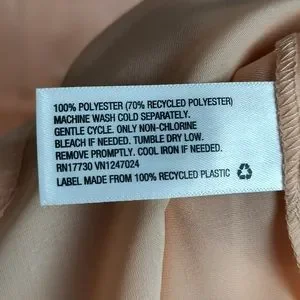 100% POLYESTER (70% RECYCLED POLYESTER)
MACHINE WASH COLD SEPARATELY.
GENTLE CYCLE. ONLY NON-CHLORINE
BLEACH IF NEEDED. TUMBLE DRY LOW.
REMOVE PROMPTLY. COOL IRON IF NEEDED.
RN17730 VN1247024
LABEL MADE FROM 100% RECYCLED PLASTIC